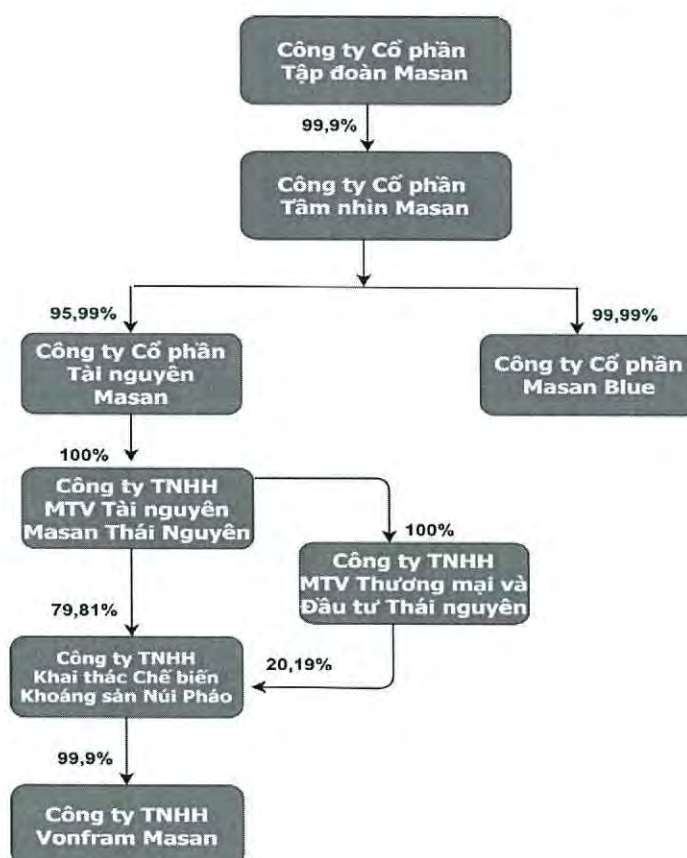 Công ty Cổ phần
Tập đoàn Masan
99,9%
Công ty Cổ phần
Tầm nhìn Masan
95,99%
99,99%
Công ty Cổ phần
Tài nguyên
Masan
Công ty Cổ phần
Masan Blue
100%
Công ty TNHH
MTV Tài nguyên
Masan Thái Nguyên
100%
Công ty TNHH
MTV Thương mại và
Đầu tư Thái nguyên
79,81%
20,19%
Công ty TNHH
Khai thác Chế biến
Khoáng sản Núi Pháo
99,9%
Công ty TNHH
Vonfram Masan